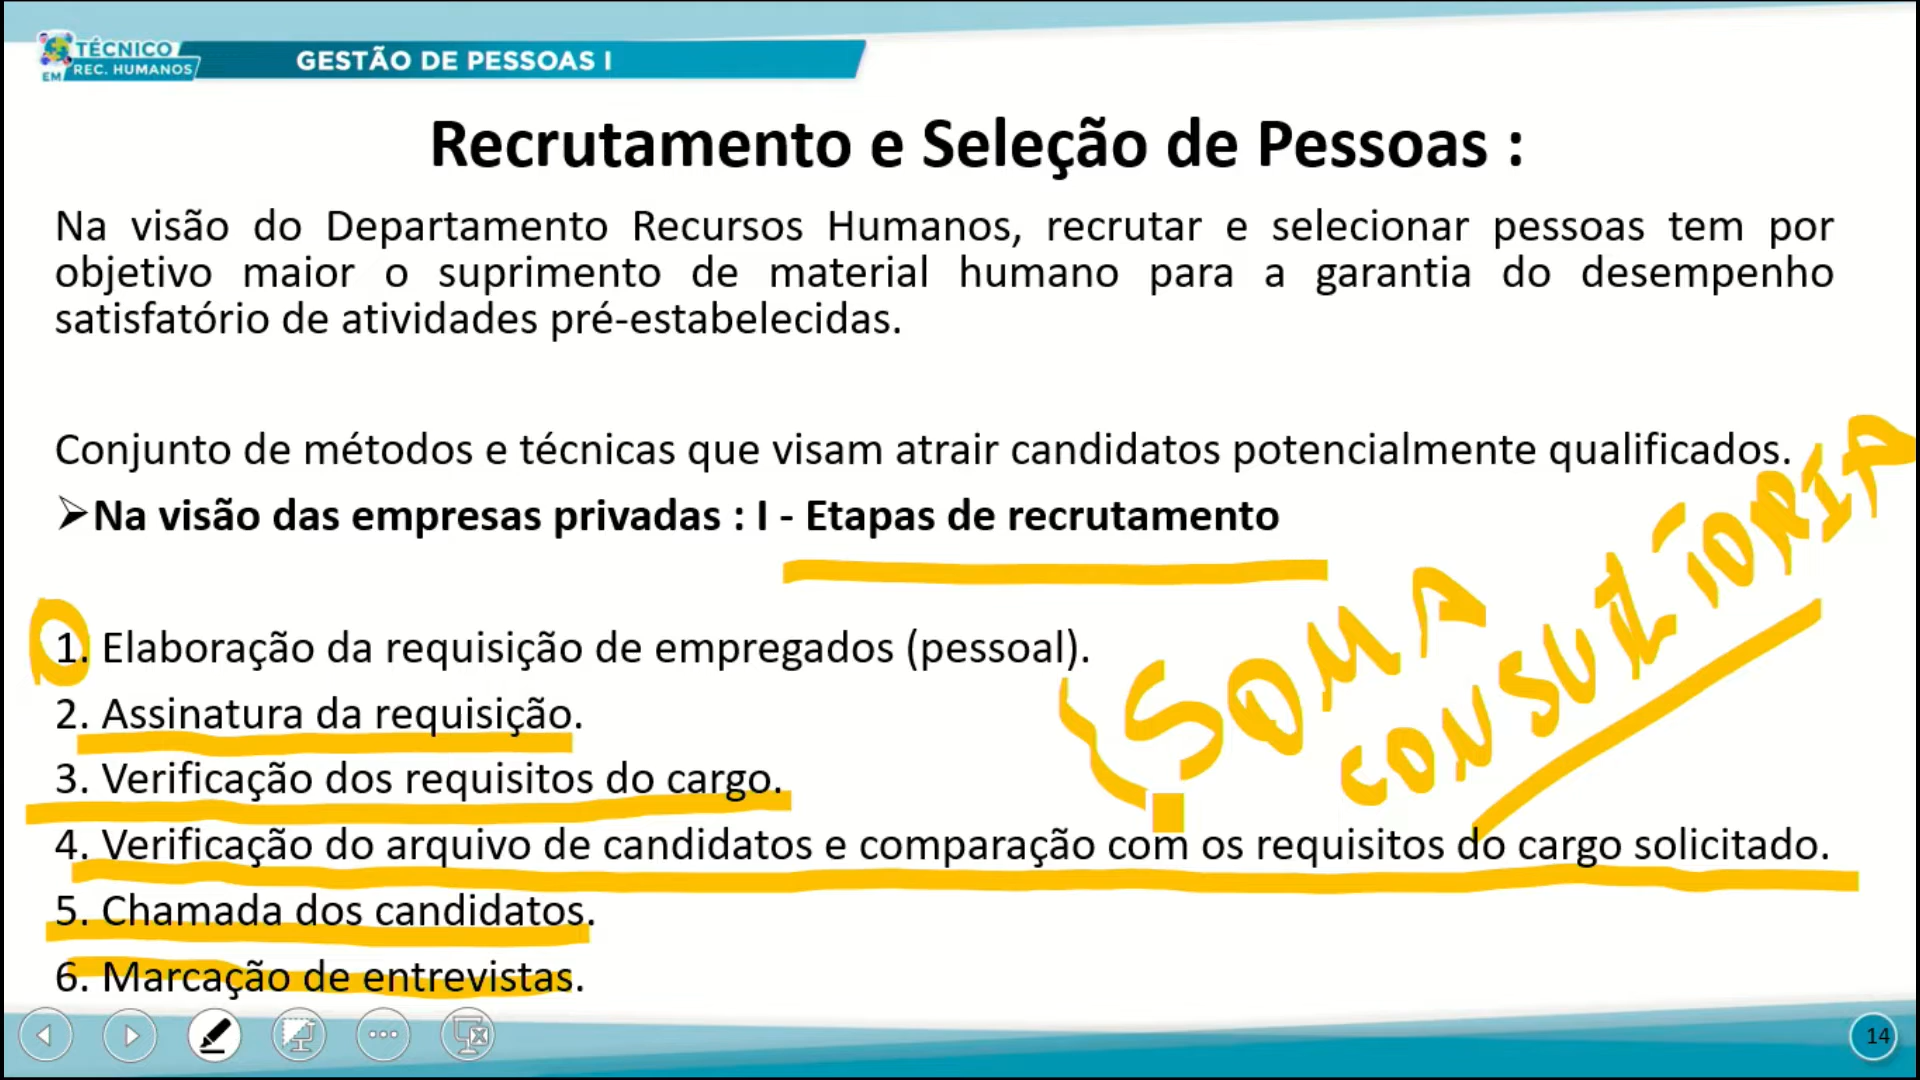 TÉCNICO
EM REC. HUMANOS
GESTÃO DE PESSOAS I
Recrutamento e Seleção de Pessoas :
Na visão do Departamento Recursos Humanos, recrutar e selecionar pessoas tem por
objetivo maior o suprimento de material humano para a garantia do desempenho
satisfatório de atividades pré-estabelecidas.
Conjunto de métodos e técnicas que visam atrair candidatos potencialmente qualificados.
➢Na visão das empresas privadas : I - Etapas de recrutamento
1. Elaboração da requisição de empregados (pessoal).
2. Assinatura da requisição.
3. Verificação dos requisitos do cargo.
4. Verificação do arquivo de candidatos e comparação com os requisitos do cargo solicitado.
5. Chamada dos candidatos.
6. Marcação de entrevistas.
SOMA
CONSULTORIA
14